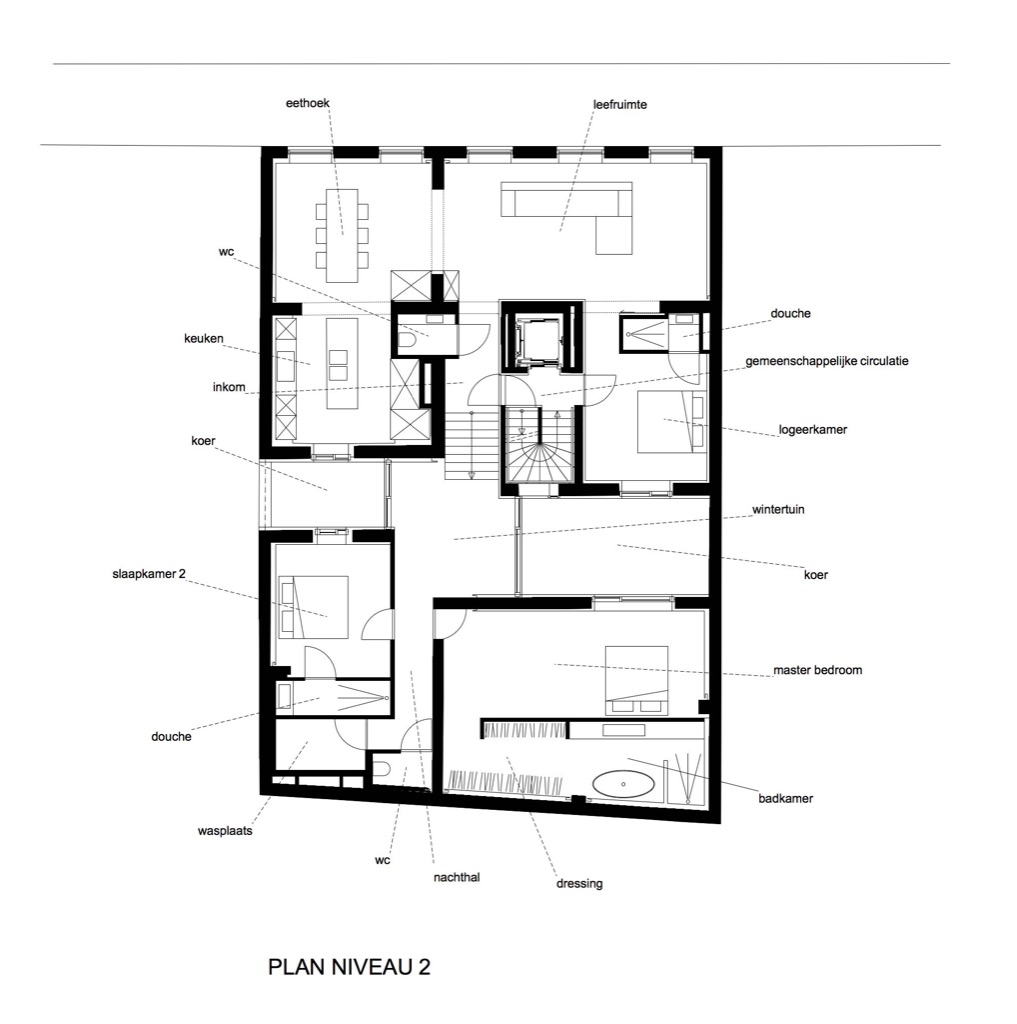 eethoek
leefruimte
wc
douche
keuken
gemeenschappelijke circulatie
inkom
logeerkamer
koer
wintertuin
slaapkamer 2
koer
master bedroom
douche
badkamer
wasplaats
wc
nachthal
dressing
PLAN NIVEAU 2